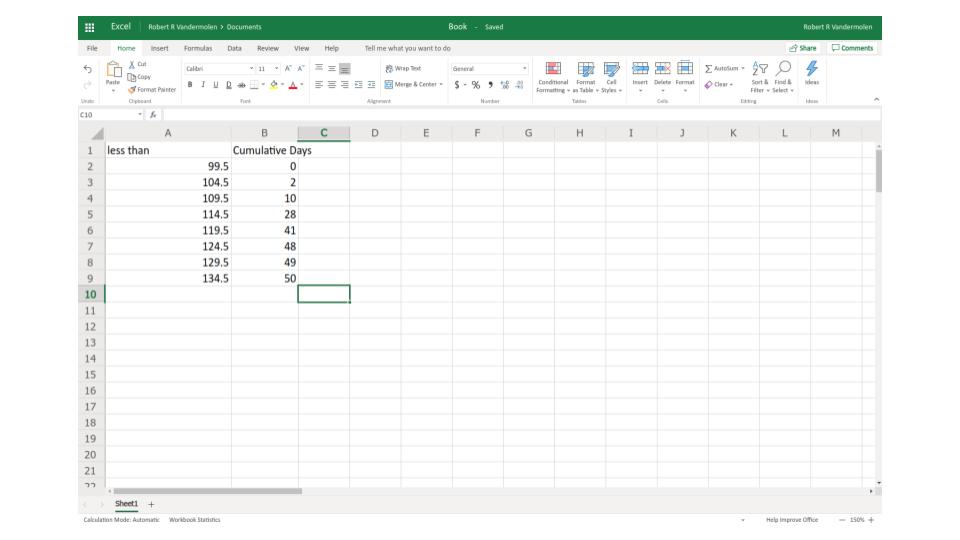 Excel Robert R Vandermolen > Documents Book - Saved Robert R Vandermolen
File Home Insert Formulas Data Review View Help Tell me what you want to do Share Comments
Paste Cut Copy Format Painter
Calibri 11 A^ A˅ Wrap Text General
B I U D ab A Merge & Center $ % 9
Conditional Formatting Format as Table Cell Styles Insert Delete Format
AutoSum Clear Sort & Filter Find & Select Ideas
Undo Clipboard Font Alignment Number Tables Cells Editing Ideas
C10 fx
A B C D E F G H I J K L M
1 less than Cumulative Days
2 99.5 0
3 104.5 2
4 109.5 10
5 114.5 28
6 119.5 41
7 124.5 48
8 129.5 49
9 134.5 50
10
11
12
13
14
15
16
17
18
19
20
21
22
Sheet1 +
Calculation Mode: Automatic Workbook Statistics Help Improve Office — 150% +